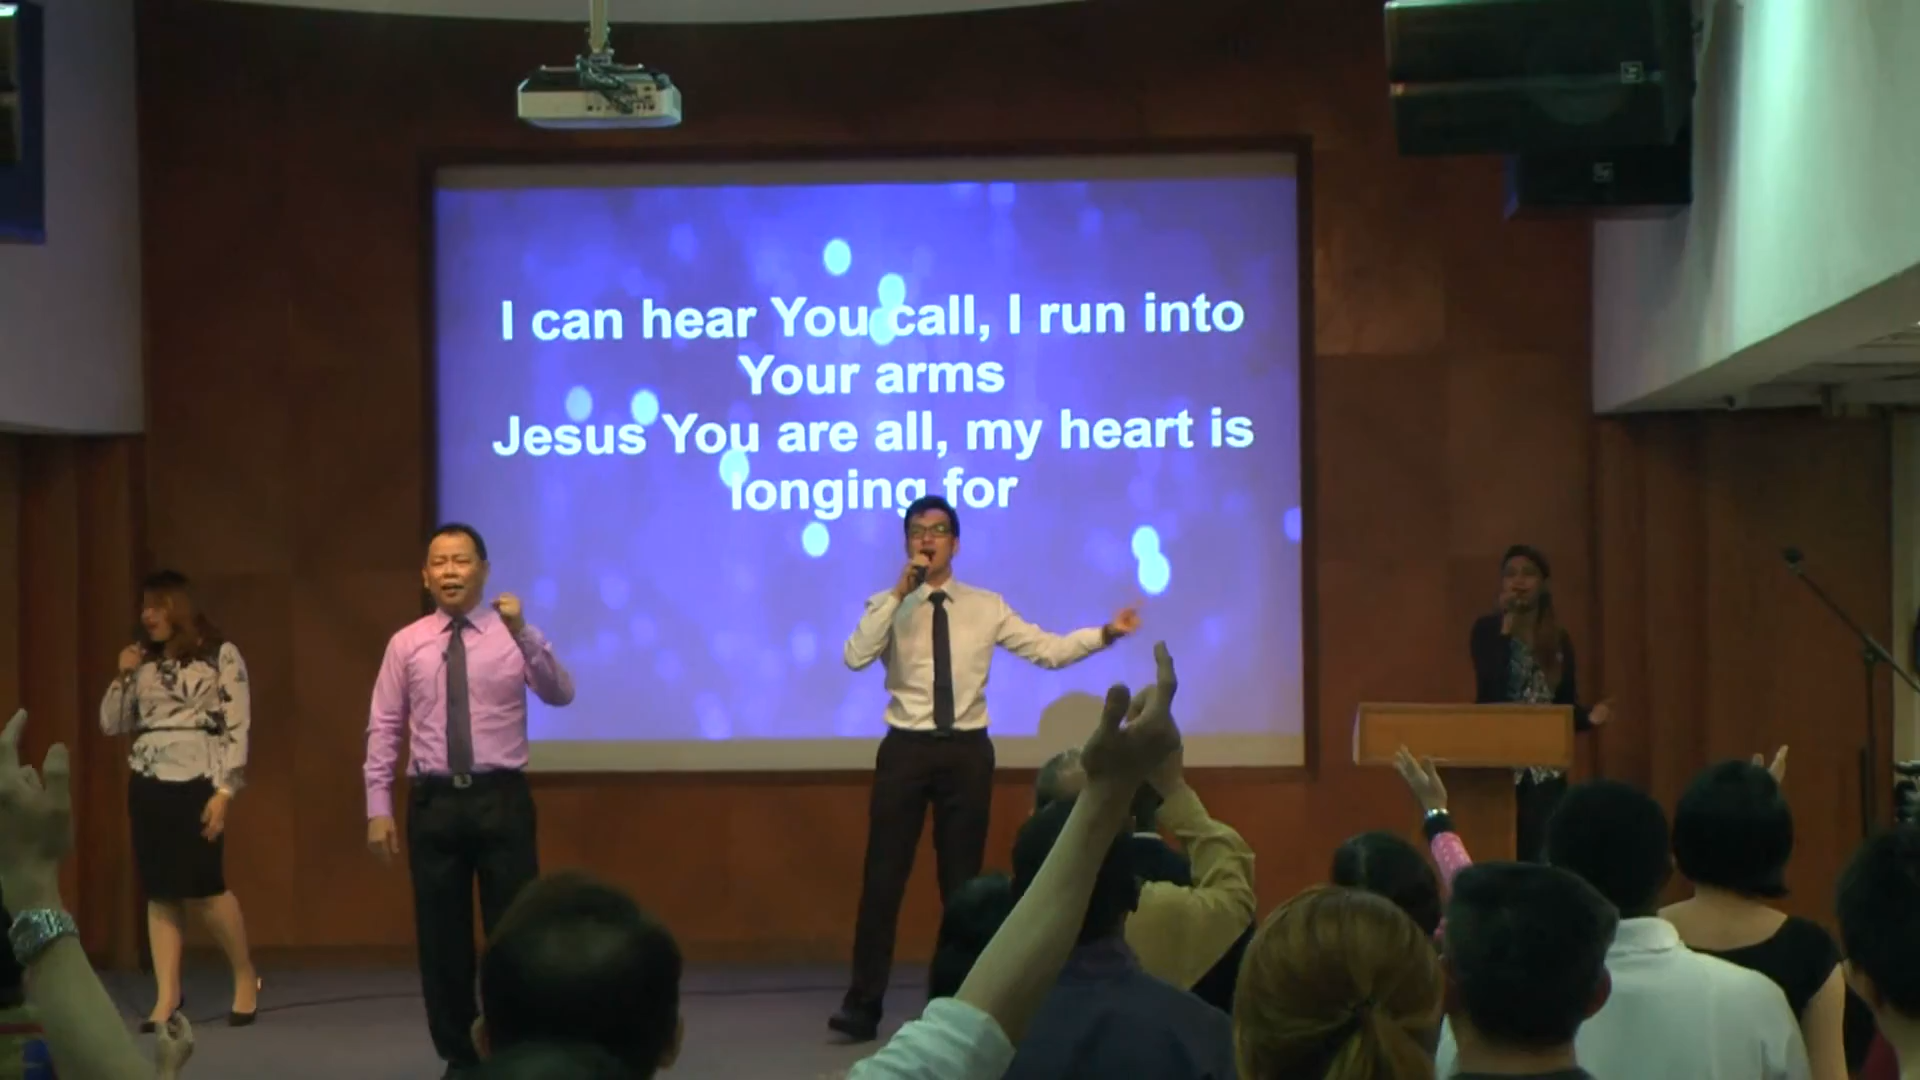 I can hear You call, I run into
Your arms
Jesus You are all, my heart is
longing for